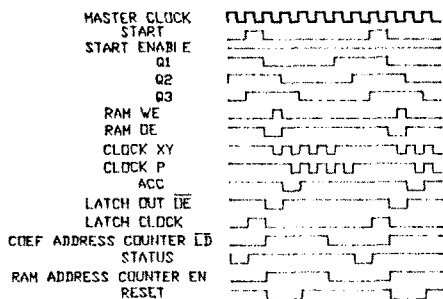 MASTER CLOCK
START
START ENABLE
Q1
Q2
Q3
RAM WE
RAM OE
CLOCK XY
CLOCK P
ACC
LATCH OUT OE
LATCH CLOCK
COEF ADDRESS COUNTER LD
STATUS
RAM ADDRESS COUNTER EN
RESET